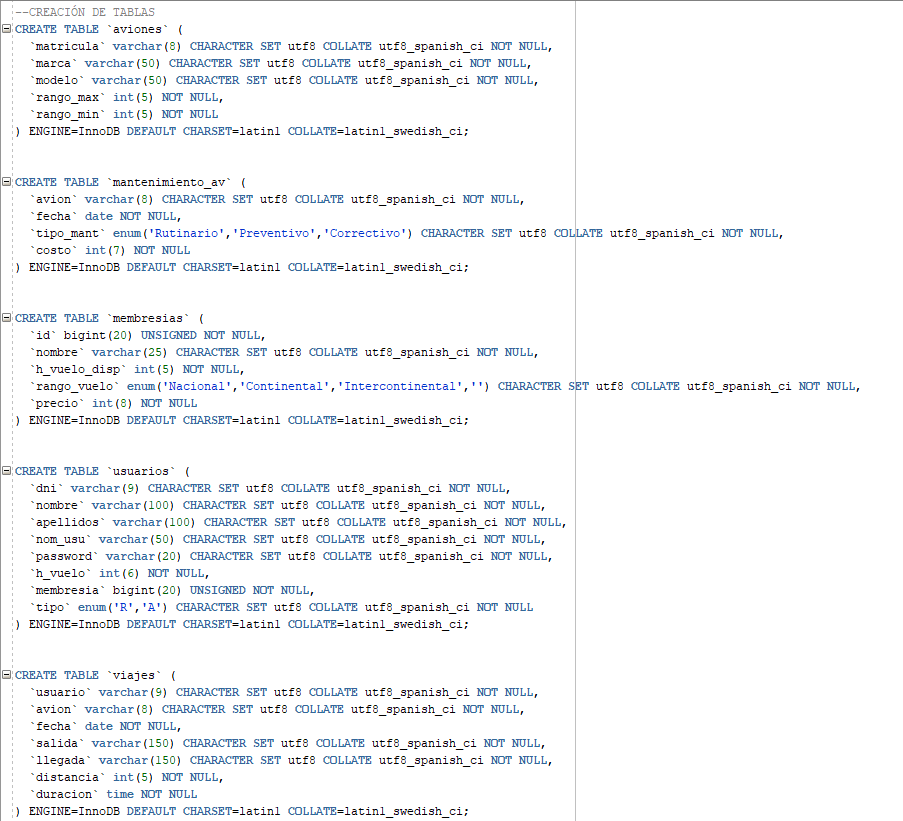 --CREACIÓN DE TABLAS
CREATE TABLE `aviones` (
  `matricula` varchar(8) CHARACTER SET utf8 COLLATE utf8_spanish_ci NOT NULL,
  `marca` varchar(50) CHARACTER SET utf8 COLLATE utf8_spanish_ci NOT NULL,
  `modelo` varchar(50) CHARACTER SET utf8 COLLATE utf8_spanish_ci NOT NULL,
  `rango_max` int(5) NOT NULL,
  `rango_min` int(5) NOT NULL
) ENGINE=InnoDB DEFAULT CHARSET=latin1 COLLATE=latin1_swedish_ci;
CREATE TABLE `mantenimiento_av` (
  `avion` varchar(8) CHARACTER SET utf8 COLLATE utf8_spanish_ci NOT NULL,
  `fecha` date NOT NULL,
  `tipo_mant` enum('Rutinario','Preventivo','Correctivo') CHARACTER SET utf8 COLLATE utf8_spanish_ci NOT NULL,
  `costo` int(7) NOT NULL
) ENGINE=InnoDB DEFAULT CHARSET=latin1 COLLATE=latin1_swedish_ci;
CREATE TABLE `membresias` (
  `id` bigint(20) UNSIGNED NOT NULL,
  `nombre` varchar(25) CHARACTER SET utf8 COLLATE utf8_spanish_ci NOT NULL,
  `h_vuelo_disp` int(5) NOT NULL,
  `rango_vuelo` enum('Nacional','Continental','Intercontinental','') CHARACTER SET utf8 COLLATE utf8_spanish_ci NOT NULL,
  `precio` int(8) NOT NULL
) ENGINE=InnoDB DEFAULT CHARSET=latin1 COLLATE=latin1_swedish_ci;
CREATE TABLE `usuarios` (
  `dni` varchar(9) CHARACTER SET utf8 COLLATE utf8_spanish_ci NOT NULL,
  `nombre` varchar(100) CHARACTER SET utf8 COLLATE utf8_spanish_ci NOT NULL,
  `apellidos` varchar(100) CHARACTER SET utf8 COLLATE utf8_spanish_ci NOT NULL,
  `nom_usu` varchar(50) CHARACTER SET utf8 COLLATE utf8_spanish_ci NOT NULL,
  `password` varchar(20) CHARACTER SET utf8 COLLATE utf8_spanish_ci NOT NULL,
  `h_vuelo` int(6) NOT NULL,
  `membresia` bigint(20) UNSIGNED NOT NULL,
  `tipo` enum('R','A') CHARACTER SET utf8 COLLATE utf8_spanish_ci NOT NULL
) ENGINE=InnoDB DEFAULT CHARSET=latin1 COLLATE=latin1_swedish_ci;
CREATE TABLE `viajes` (
  `usuario` varchar(9) CHARACTER SET utf8 COLLATE utf8_spanish_ci NOT NULL,
  `avion` varchar(8) CHARACTER SET utf8 COLLATE utf8_spanish_ci NOT NULL,
  `fecha` date NOT NULL,
  `salida` varchar(150) CHARACTER SET utf8 COLLATE utf8_spanish_ci NOT NULL,
  `llegada` varchar(150) CHARACTER SET utf8 COLLATE utf8_spanish_ci NOT NULL,
  `distancia` int(5) NOT NULL,
  `duracion` time NOT NULL
) ENGINE=InnoDB DEFAULT CHARSET=latin1 COLLATE=latin1_swedish_ci;